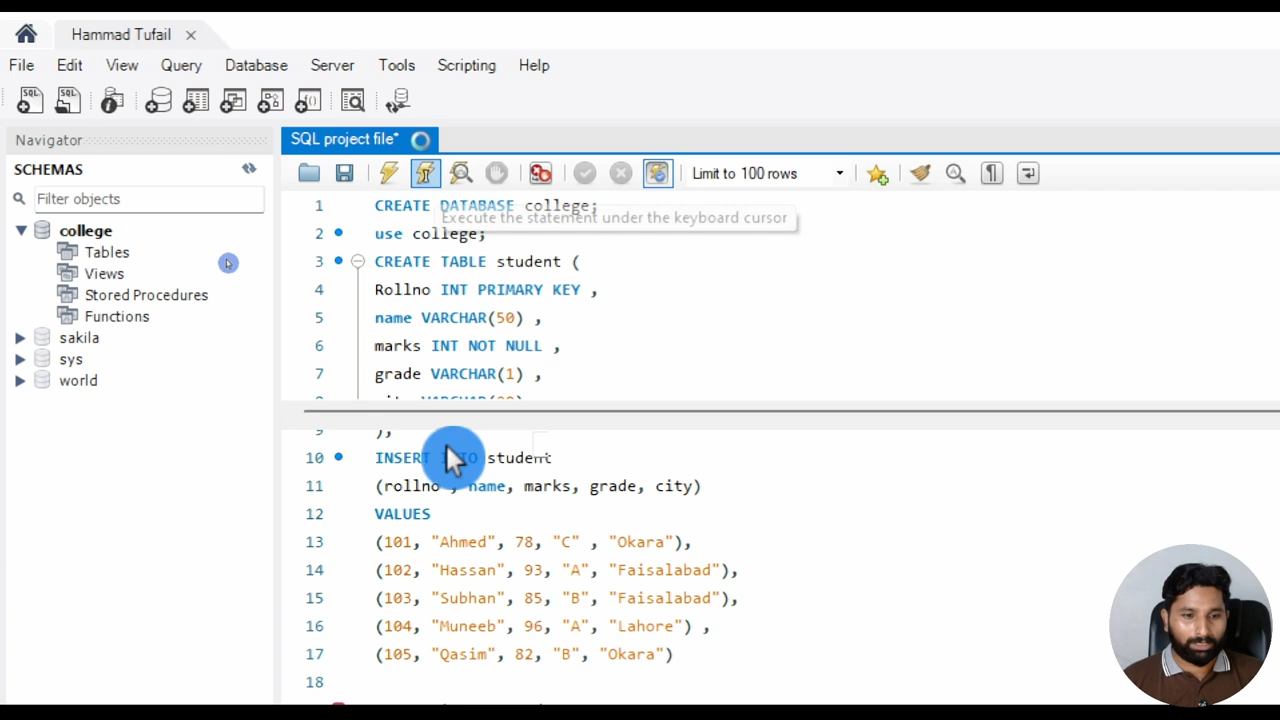 Hammad Tufail
File Edit View Query Database Server Tools Scripting Help
SQL SQL
Navigator
SCHEMAS
Filter objects
college
Tables
Views
Stored Procedures
Functions
sakila
sys
world
SQL project file*
Limit to 100 rows
Execute the statement under the keyboard cursor
1 CREATE DATABASE college;
2 use college;
3 CREATE TABLE student (
4 Rollno INT PRIMARY KEY ,
5 name VARCHAR(50) ,
6 marks INT NOT NULL ,
7 grade VARCHAR(1) ,
9 );
10 INSERT INTO student
11 (rollno , name, marks, grade, city)
12 VALUES
13 (101, "Ahmed", 78, "C" , "Okara"),
14 (102, "Hassan", 93, "A", "Faisalabad"),
15 (103, "Subhan", 85, "B", "Faisalabad"),
16 (104, "Muneeb", 96, "A", "Lahore") ,
17 (105, "Qasim", 82, "B", "Okara")
18